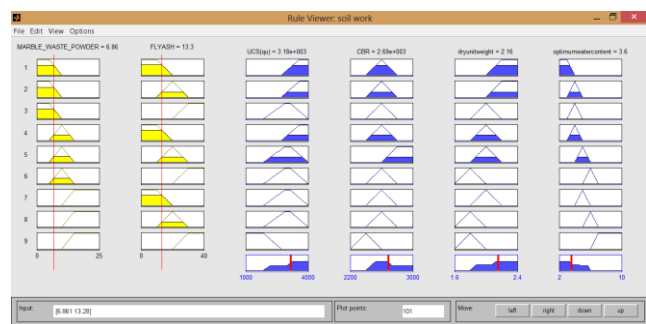 Rule Viewer: soil work
File Edit View Options
MARBLE_WASTE_POWDER = 6.86 FLYASH = 13.3 UCS(qu) = 3.18e+003 CBR = 2.69e+003 dryunitweight = 2.16 optimumwatercontent = 3.6
1
2
3
4
5
6
7
8
9
0 25 0 40
1000 4000 2200 3000 1.6 2.4 2 10
Input: [6.861 13.28] Plot points: 101 Move: left right down up